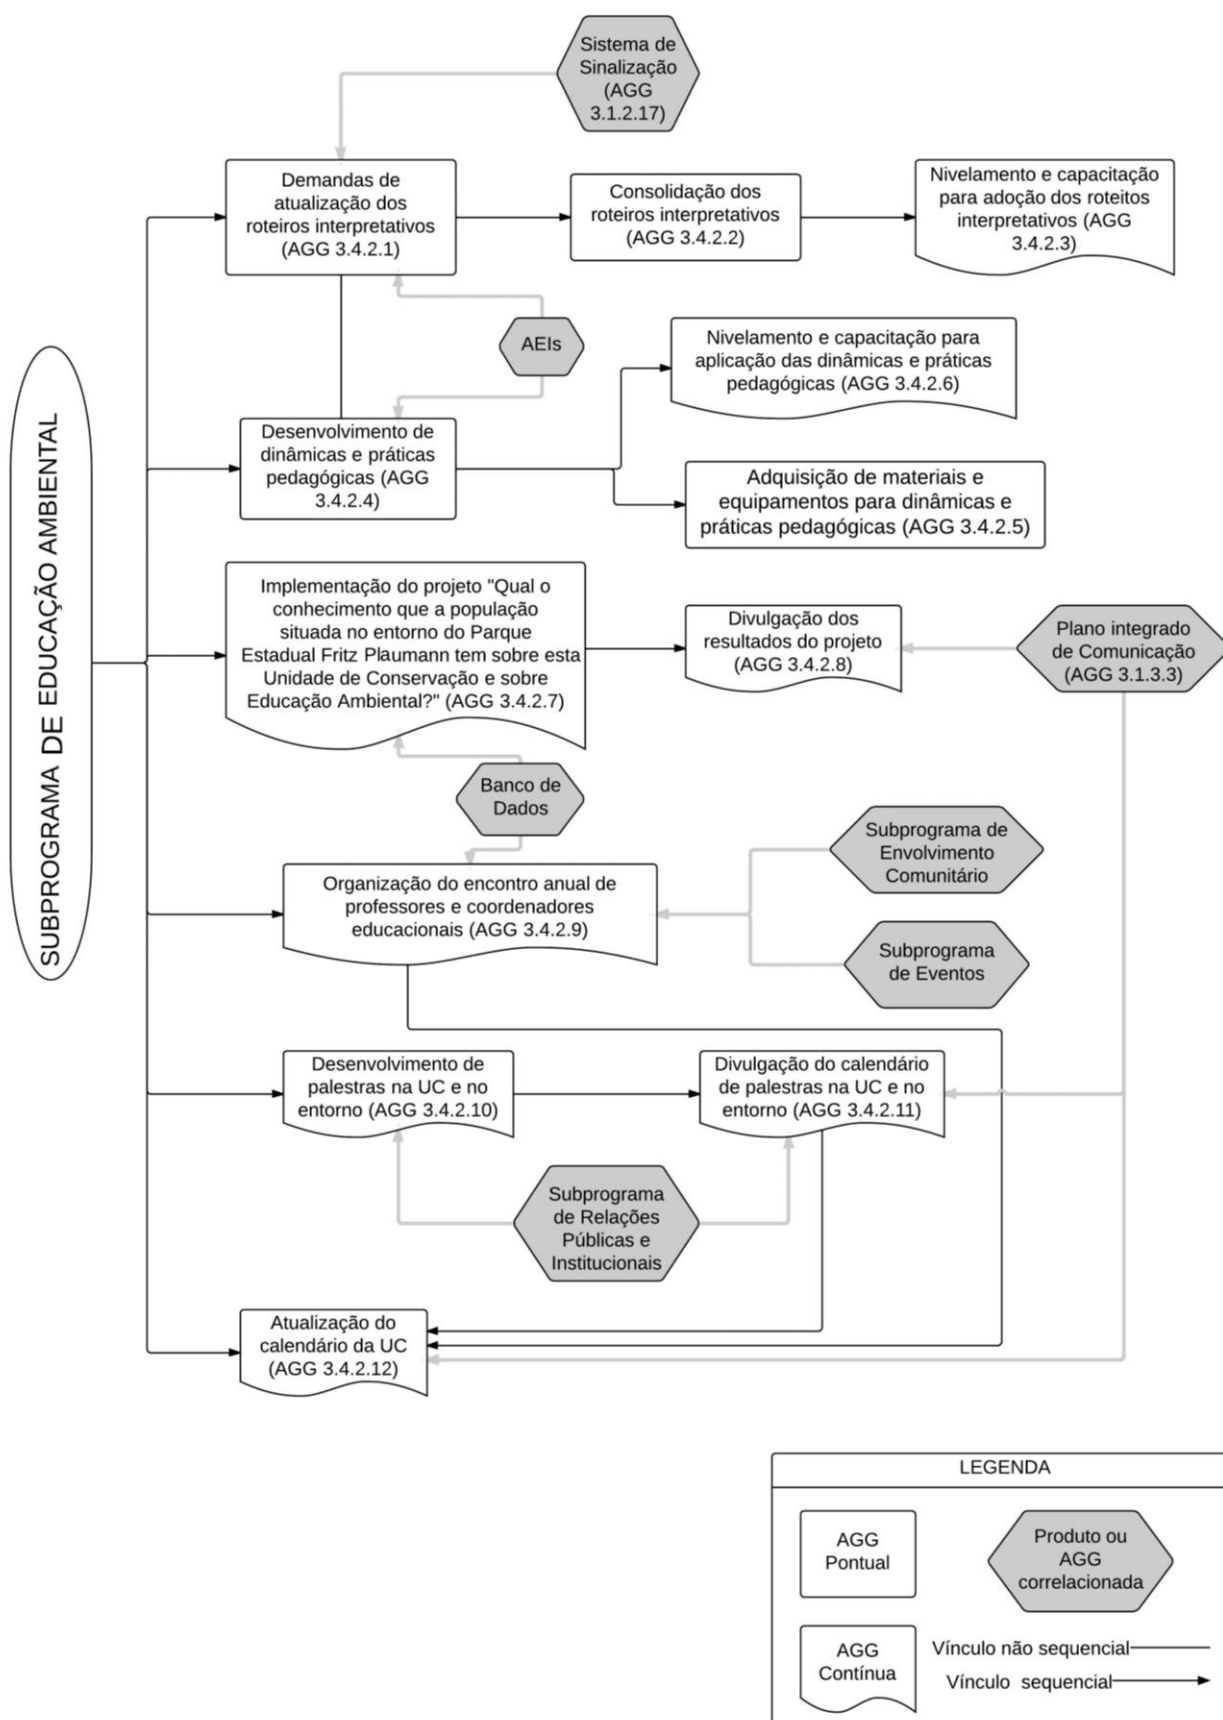 Sistema de
Sinalização
(AGG
3.1.2.17)
Demandas de
atualização dos
roteiros interpretativos
(AGG 3.4.2.1)
Consolidação dos
roteiros interpretativos
(AGG 3.4.2.2)
Nivelamento e capacitação
para adoção dos roteitos
interpretativos (AGG
3.4.2.3)
AEIs
Nivelamento e capacitação para
aplicação das dinâmicas e práticas
pedagógicas (AGG 3.4.2.6)
SUBPROGRAMA DE EDUCAÇÃO AMBIENTAL
Desenvolvimento de
dinâmicas e práticas
pedagógicas (AGG
3.4.2.4)
Adquisição de materiais e
equipamentos para dinâmicas e
práticas pedagógicas (AGG 3.4.2.5)
Implementação do projeto "Qual o
conhecimento que a população
situada no entorno do Parque
Estadual Fritz Plaumann tem sobre esta
Unidade de Conservação e sobre
Educação Ambiental?" (AGG 3.4.2.7)
Divulgação dos
resultados do projeto
(AGG 3.4.2.8)
Plano integrado
de Comunicação
(AGG 3.1.3.3)
Banco de
Dados
Subprograma de
Envolvimento
Comunitário
Organização do encontro anual de
professores e coordenadores
educacionais (AGG 3.4.2.9)
Subprograma
de Eventos
Desenvolvimento de
palestras na UC e no
entorno (AGG 3.4.2.10)
Divulgação do calendário
de palestras na UC e no
entorno (AGG 3.4.2.11)
Subprograma
de Relações
Públicas e
Institucionais
Atualização do
calendário da UC
(AGG 3.4.2.12)
LEGENDA
AGG
Pontual
Produto ou
AGG
correlacionada
AGG
Contínua
Vínculo não sequencial
Vínculo sequencial